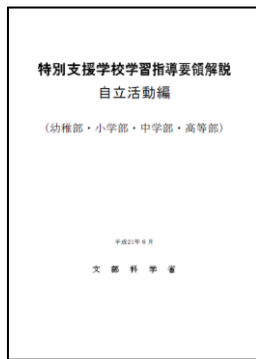 特別支援学校学習指導要領解説
自立活動編
（幼稚部・小学部・中学部・高等部）
平成21年6月
文部科学省